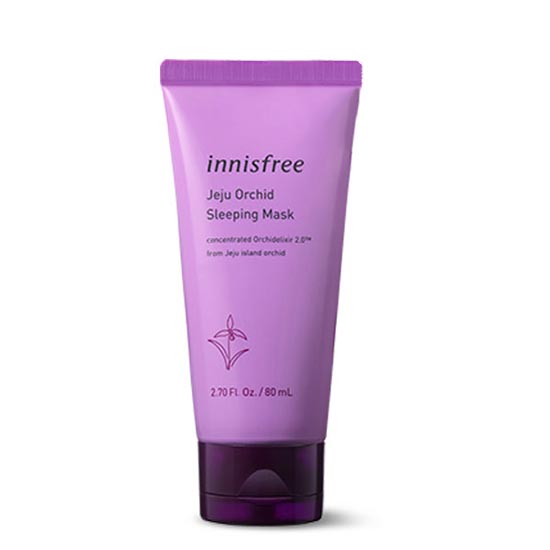 innisfree
Jeju Orchid
Sleeping Mask
concentrated Orchidelixir 2.0™
from Jeju island orchid
2.70 Fl. Oz. / 80 mL